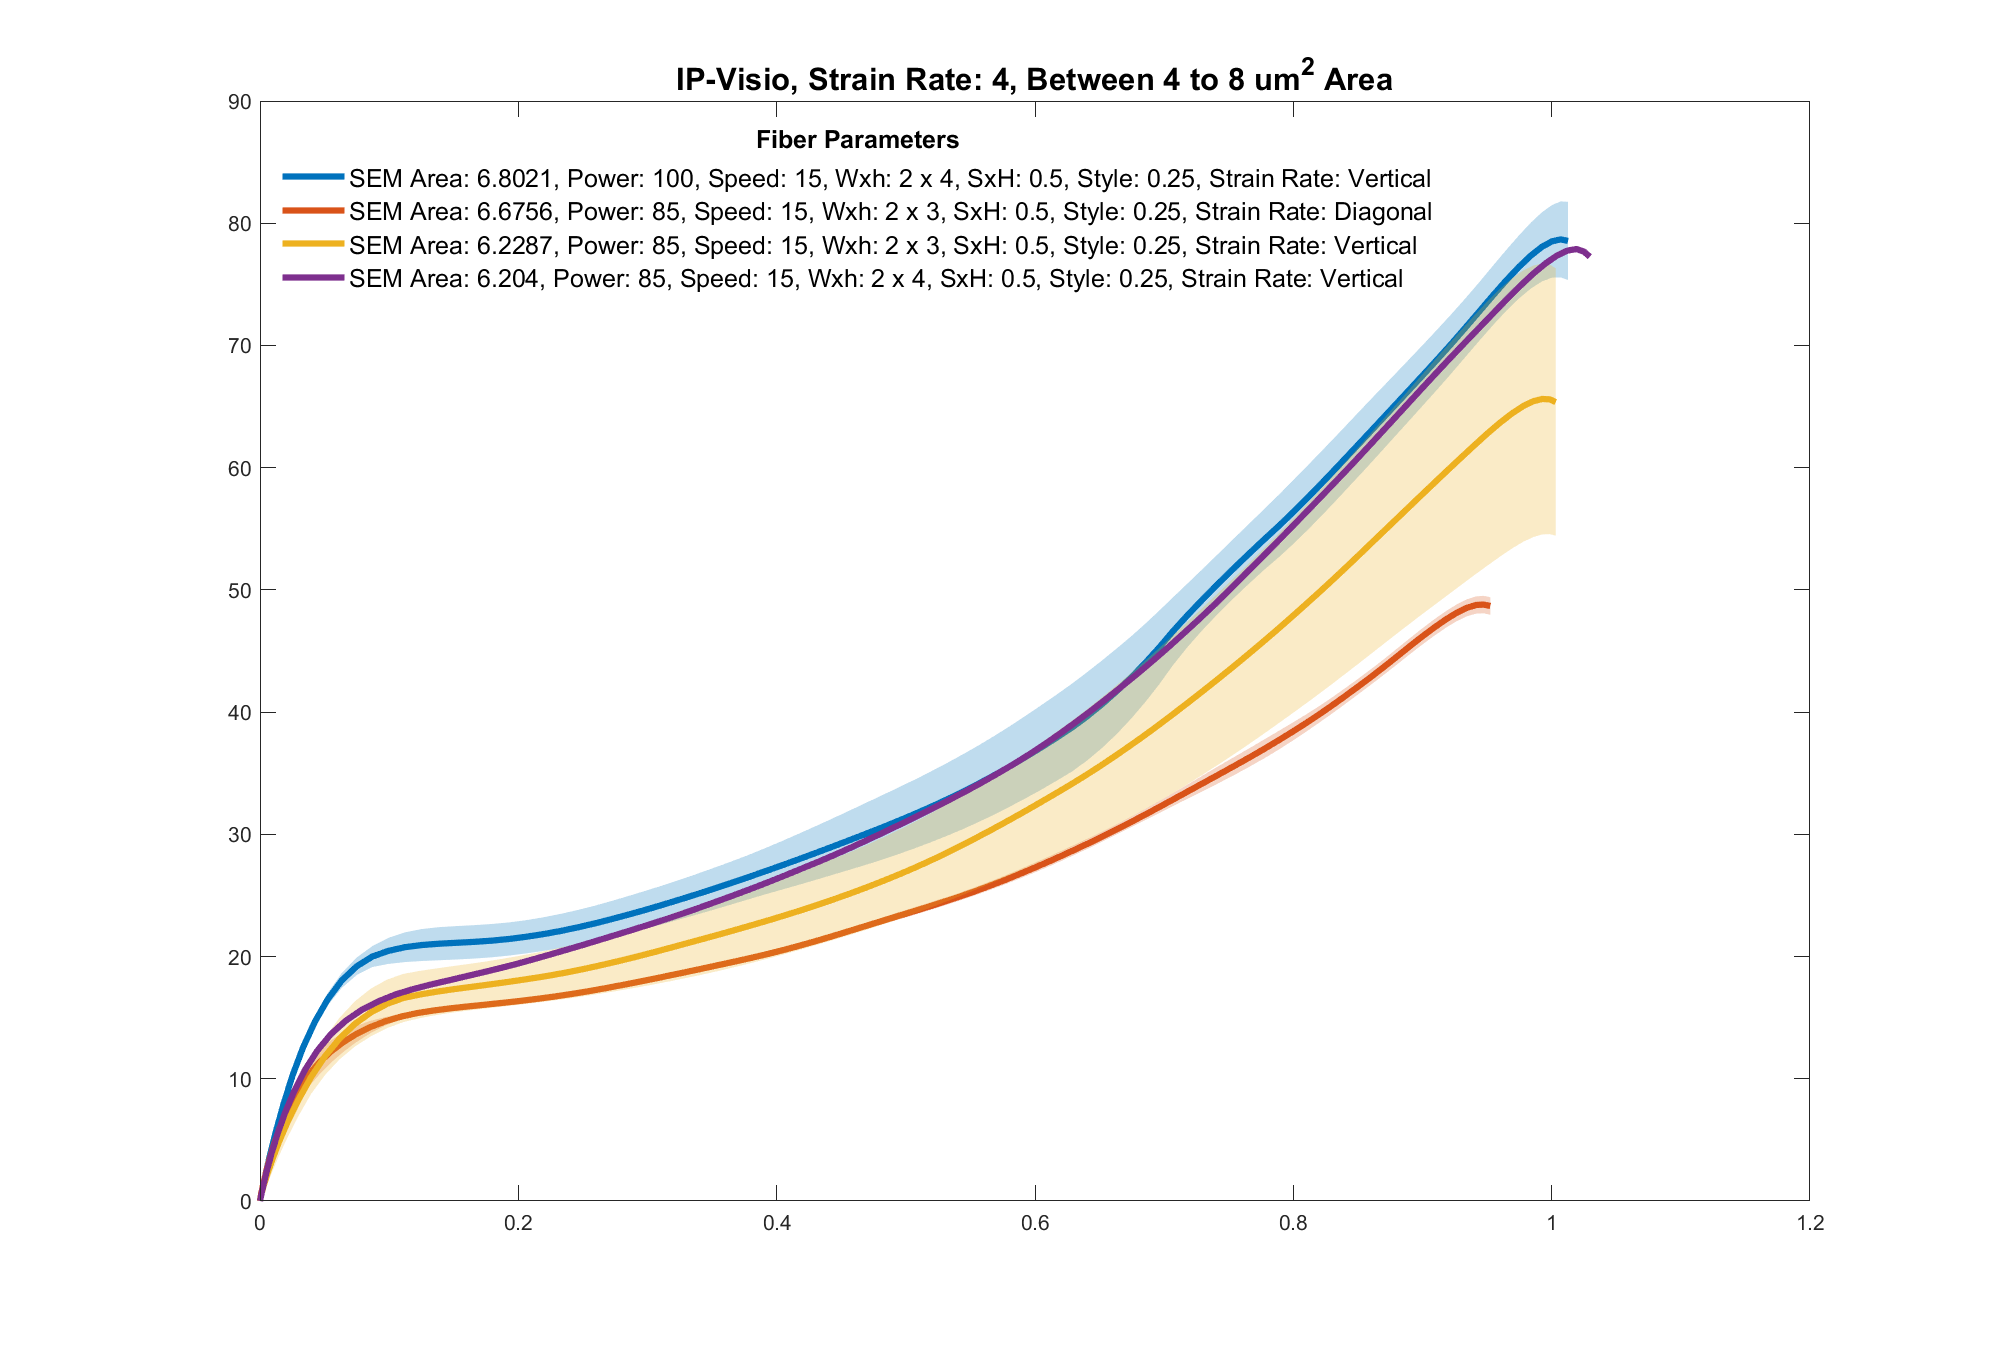 IP-Visio, Strain Rate: 4, Between 4 to 8 um² Area
Fiber Parameters
SEM Area: 6.8021, Power: 100, Speed: 15, Wxh: 2 x 4, SxH: 0.5, Style: 0.25, Strain Rate: Vertical
SEM Area: 6.6756, Power: 85, Speed: 15, Wxh: 2 x 3, SxH: 0.5, Style: 0.25, Strain Rate: Diagonal
SEM Area: 6.2287, Power: 85, Speed: 15, Wxh: 2 x 3, SxH: 0.5, Style: 0.25, Strain Rate: Vertical
SEM Area: 6.204, Power: 85, Speed: 15, Wxh: 2 x 4, SxH: 0.5, Style: 0.25, Strain Rate: Vertical
90
80
70
60
50
40
30
20
10
0
0 0.2 0.4 0.6 0.8 1 1.2